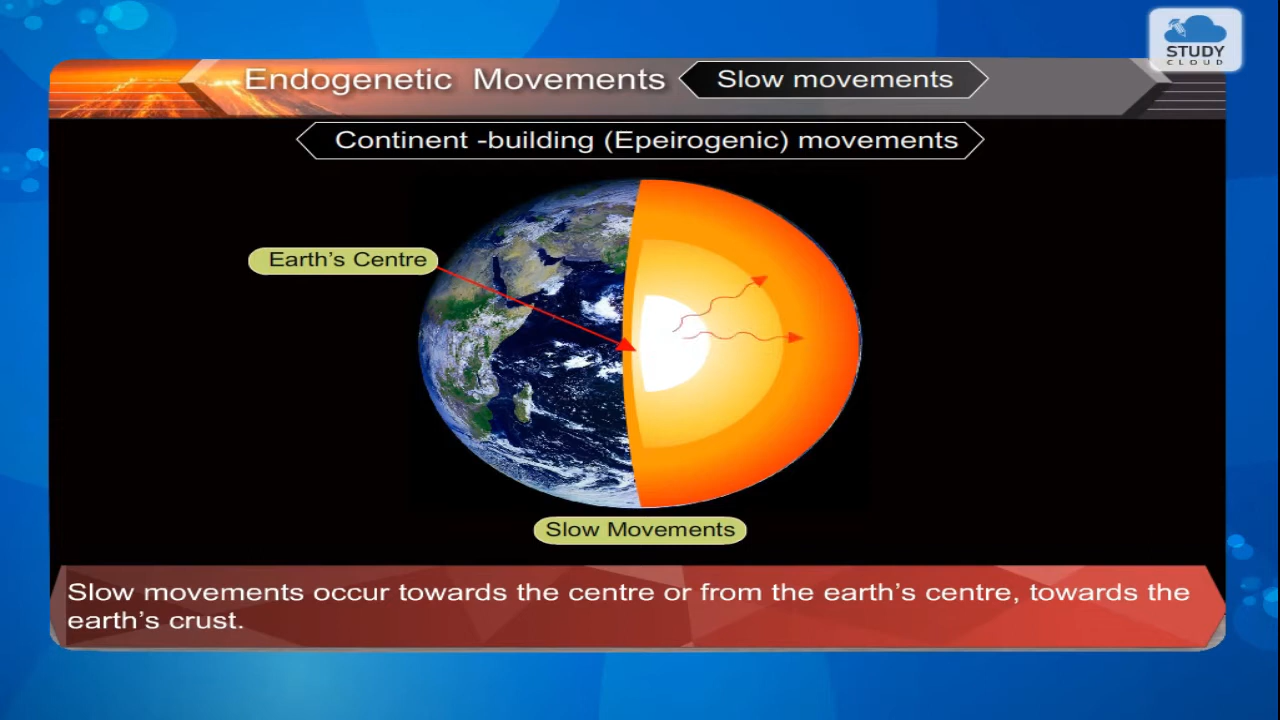 STUDY
CLOUD
Endogenetic Movements
Slow movements
Continent -building (Epeirogenic) movements
Earth's Centre
Slow Movements
Slow movements occur towards the centre or from the earth's centre, towards the
earth's crust.